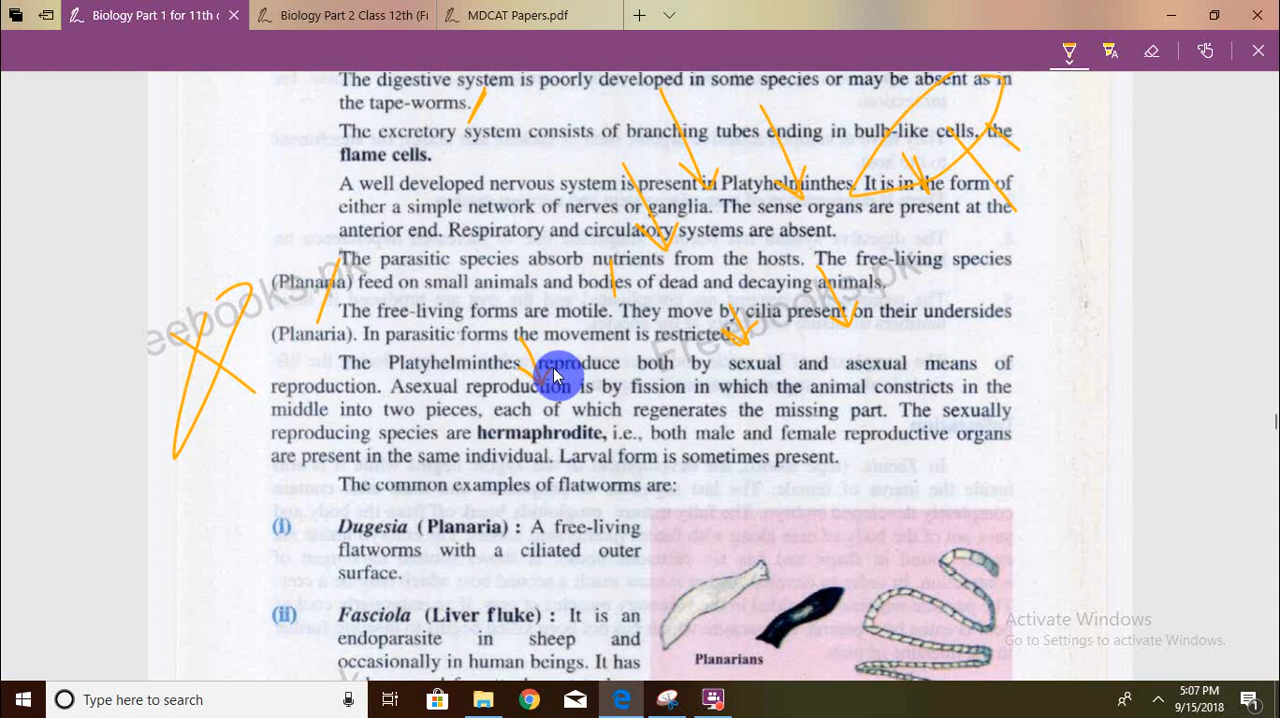 Biology Part 1 for 11th c
Biology Part 2 Class 12th (Fr
MDCAT Papers.pdf
The digestive system is poorly developed in some species or may be absent as in
the tape-worms.
The excretory system consists of branching tubes ending in bulb-like cells, the
flame cells.
A well developed nervous system is present in Platyhelminthes. It is in the form of
either a simple network of nerves or ganglia. The sense organs are present at the
anterior end. Respiratory and circulatory systems are absent.
The parasitic species absorb nutrients from the hosts. The free-living species
(Planaria) feed on small animals and bodies of dead and decaying animals.
The free-living forms are motile. They move by cilia present on their undersides
(Planaria). In parasitic forms the movement is restricted.
The Platyhelminthes reproduce both by sexual and asexual means of
reproduction. Asexual reproduction is by fission in which the animal constricts in the
middle into two pieces, each of which regenerates the missing part. The sexually
reproducing species are hermaphrodite, i.e., both male and female reproductive organs
are present in the same individual. Larval form is sometimes present.
The common examples of flatworms are:
(i) Dugesia (Planaria) : A free-living
flatworms with a ciliated outer
surface.
(ii) Fasciola (Liver fluke) : It is an
endoparasite in sheep and
occasionally in human beings. It has
Planarians
Activate Windows
Go to Settings to activate Windows.
Type here to search
5:07 PM
9/15/2018